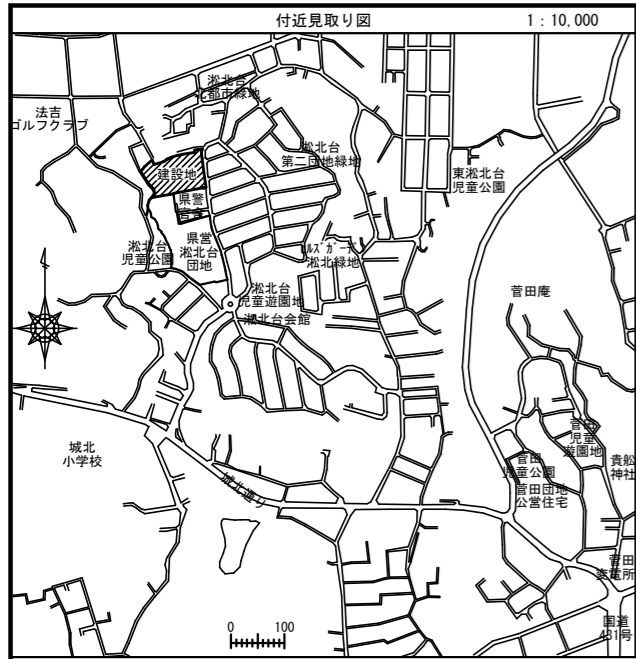 付近見取り図
1：10,000
淞北台
北都市緑地
法吉
ゴルフクラブ
淞北台
第二団地緑地
東淞北台
児童公園
建設地
県警
官舎
県営
淞北台
団地
淞北台
児童公園
ヒルズガーデン
淞北緑地
淞北台
児童遊園地
淞北台会館
菅田庵
城北
小学校
城北通り
菅田
児童
遊園地
菅田
児童公園
菅田団地
公営住宅
貴船
神社
菅田
変電所
国道
431号
0 100